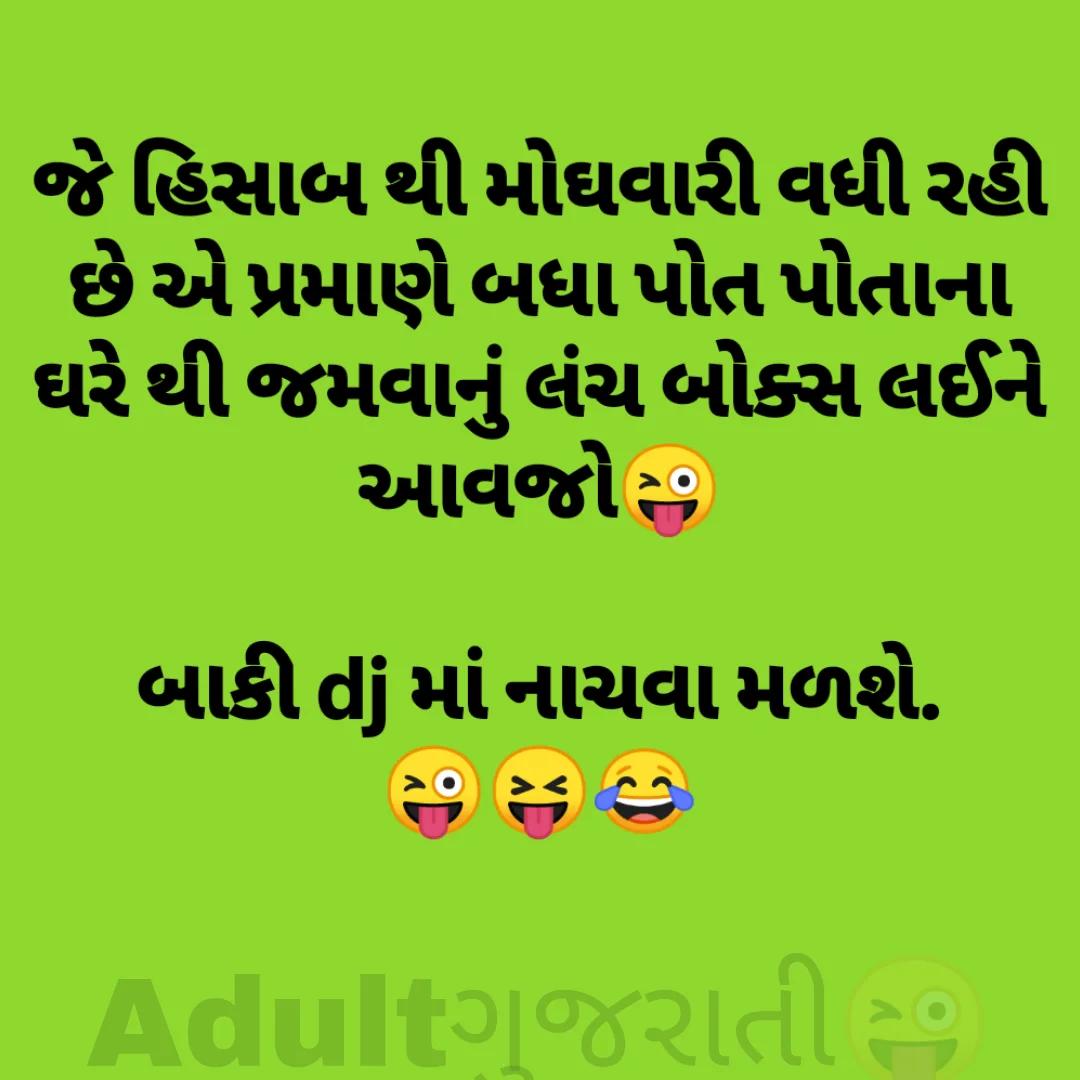 જે હિસાબ થી મોઘવારી વધી રહી
છે એ પ્રમાણે બધા પોત પોતાના
ઘરે થી જમવાનું લંચ બોક્સ લઈને
આવજો😜
બાકી dj માં નાચવા મળશે.
😜😝😂
Adultગુજરાતી😜